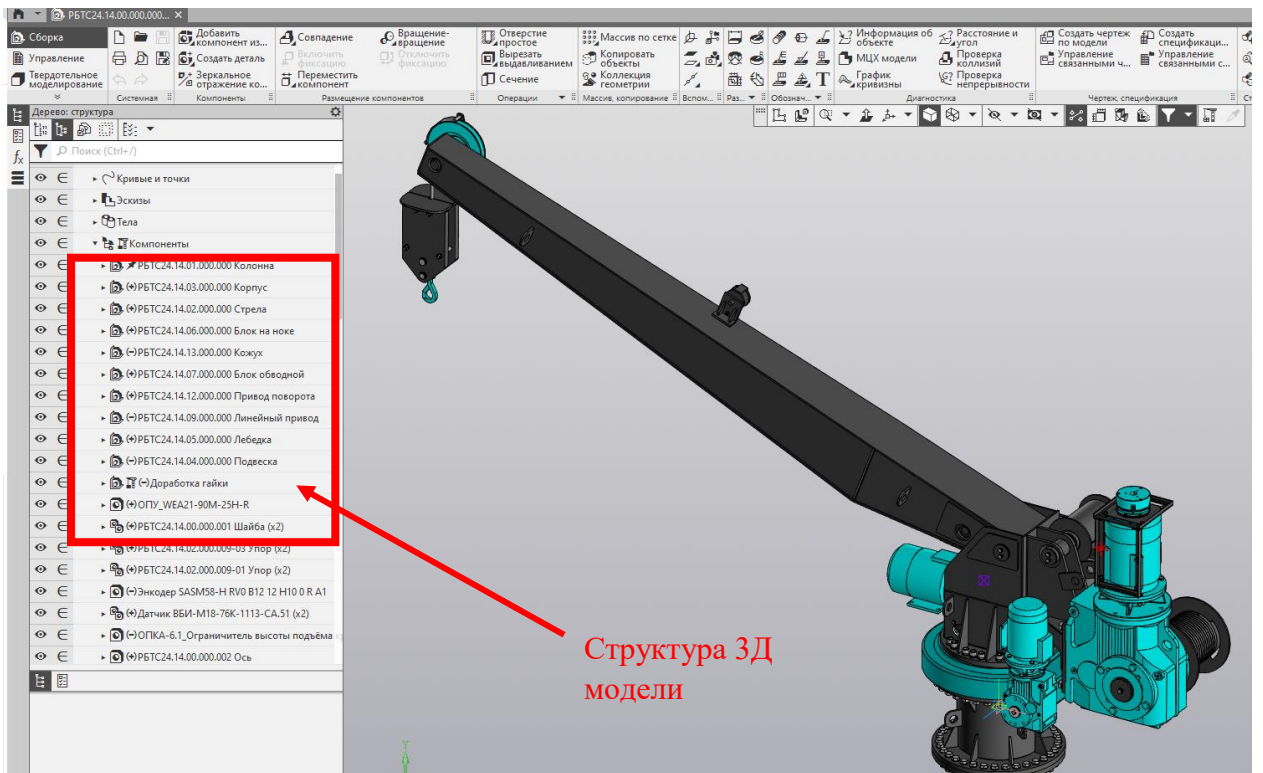 РБТС24.14.00.000.000...
Сборка
Управление
Твердотельное
моделирование
Системная
Добавить
компонент из...
Создать деталь
Зеркальное
отражение ко...
Компоненты
Совпадение
Включить
фиксацию
Переместить
компонент
Вращение-
вращение
Отключить
фиксацию
Размещение компонентов
Отверстие
простое
Вырезать
выдавливанием
Сечение
Операции
Массив по сетке
Копировать
объекты
Коллекция
геометрии
Массив, копирование
Вспом...
Раз...
Обознач...
Информация об
объекте
МЦХ модели
График
кривизны
Расстояние и
угол
Проверка
коллизий
Проверка
непрерывности
Диагностика
Создать чертеж
по модели
Управление
связанными ч...
Создать
спецификаци...
Управление
связанными с...
Чертеж, спецификация
Ст
Дерево: структура
Поиск (Ctrl+/)
Кривые и точки
Эскизы
Тела
Компоненты
РБТС24.14.01.000.000 Колонна
(+)РБТС24.14.03.000.000 Корпус
(+)РБТС24.14.02.000.000 Стрела
(+)РБТС24.14.06.000.000 Блок на ноке
(−)РБТС24.14.13.000.000 Кожух
(+)РБТС24.14.07.000.000 Блок обводной
(+)РБТС24.14.12.000.000 Привод поворота
(−)РБТС24.14.09.000.000 Линейный привод
(+)РБТС24.14.05.000.000 Лебедка
(−)РБТС24.14.04.000.000 Подвеска
(−)Доработка гайки
(+)ОПУ_WEA21-90M-25H-R
(+)РБТС24.14.00.000.001 Шайба (x2)
(+)РБТС24.14.02.000.009-03 Упор (x2)
(+)РБТС24.14.02.000.009-01 Упор (x2)
(−)Энкодер SASM58-H RV0 B12 12 H10 0 R A1
(+)Датчик ВБИ-М18-76К-1113-СА.51 (x2)
(−)ОПКА-6.1_Ограничитель высоты подъёма
(+)РБТС24.14.00.000.002 Ось
Структура 3Д
модели
Y